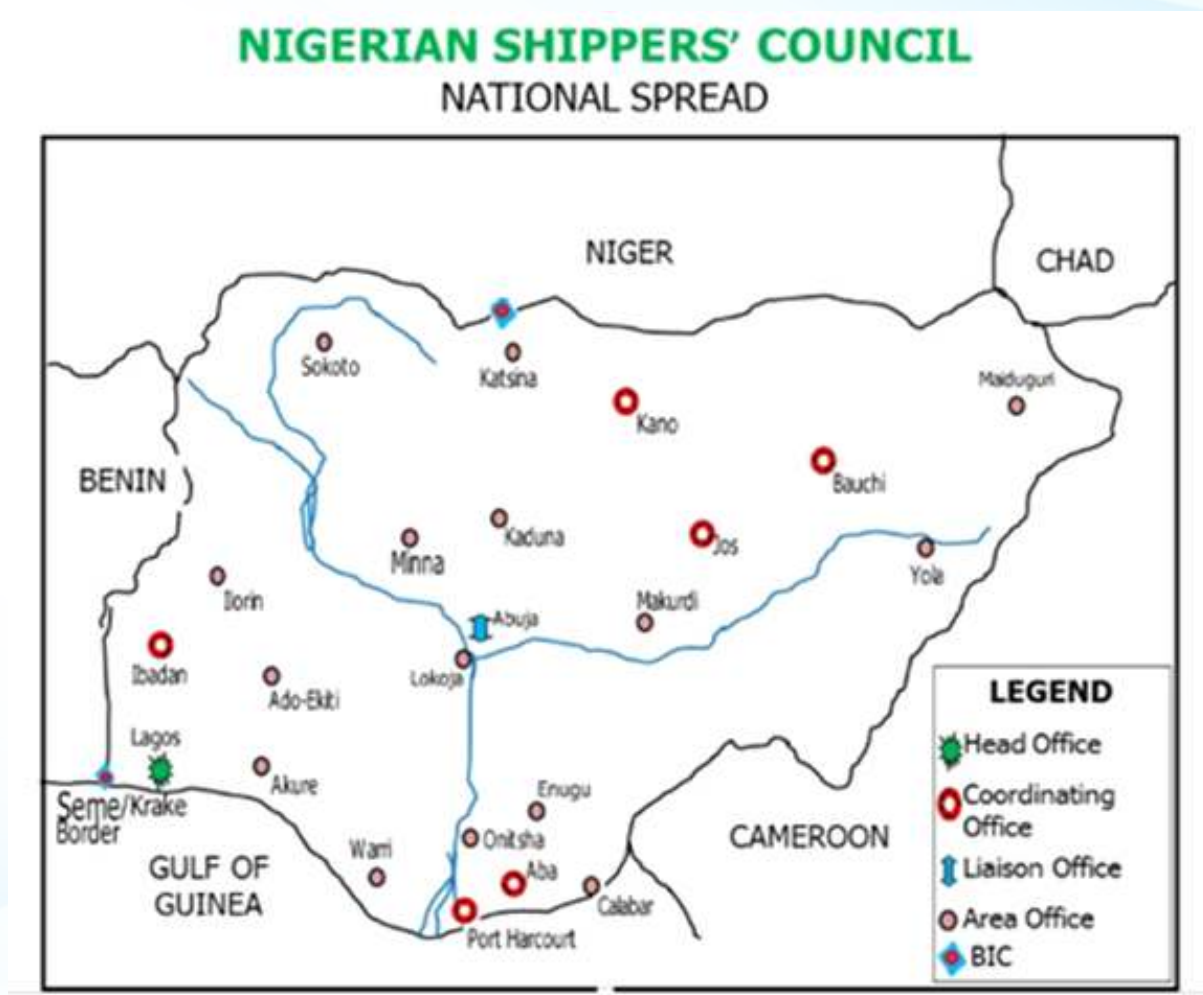 NIGERIAN SHIPPERS' COUNCIL
NATIONAL SPREAD
NIGER
CHAD
Sokoto
Katsina
Maiduguri
Kano
BENIN
Bauchi
Kaduna
Jos
Minna
Yola
Ilorin
Makurdi
Abuja
Ibadan
Lokoja
Ado-Ekiti
Lagos
Akure
Seme/Krake
Border
Enugu
Onitsha
Warri
Aba
CAMEROON
GULF OF
GUINEA
Calabar
Port Harcourt
LEGEND
Head Office
Coordinating
Office
Liaison Office
Area Office
BIC